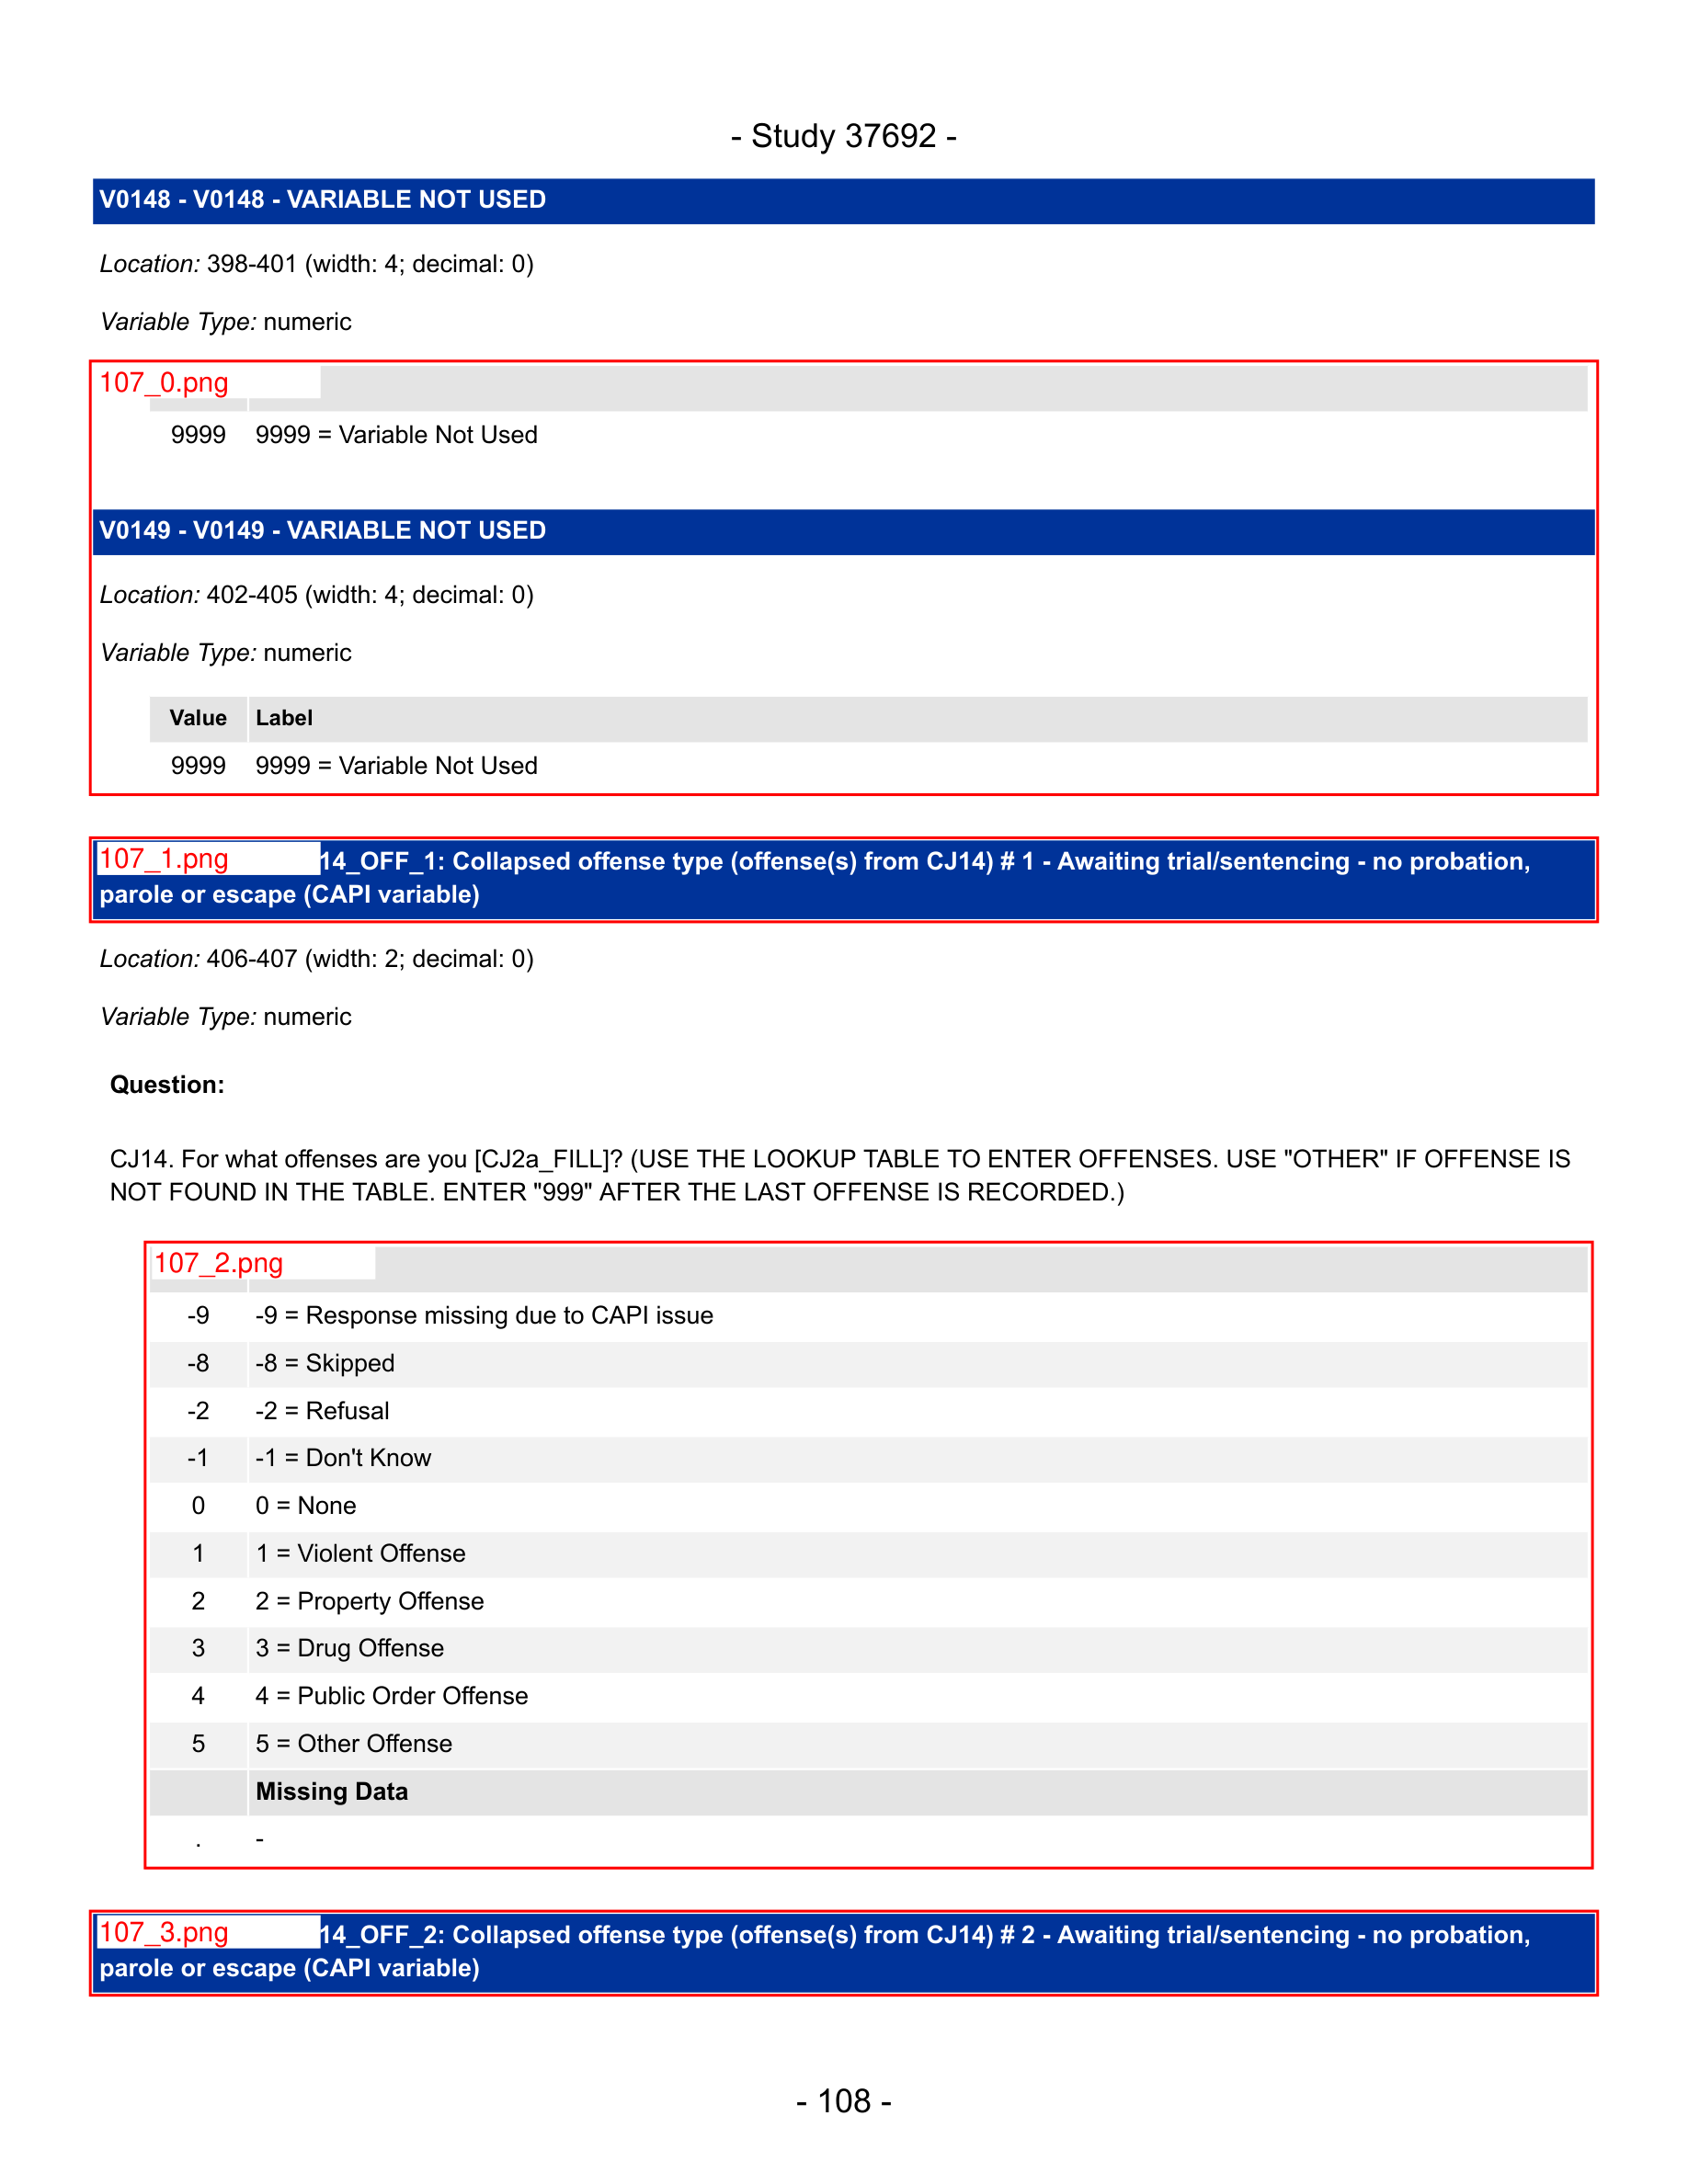 - Study 37692 -
V0148 - V0148 - VARIABLE NOT USED
Location: 398-401 (width: 4; decimal: 0)
Variable Type: numeric
107_0.png
9999 9999 = Variable Not Used
V0149 - V0149 - VARIABLE NOT USED
Location: 402-405 (width: 4; decimal: 0)
Variable Type: numeric
Value Label
9999 9999 = Variable Not Used
107_1.png 14_OFF_1: Collapsed offense type (offense(s) from CJ14) # 1 - Awaiting trial/sentencing - no probation,
parole or escape (CAPI variable)
Location: 406-407 (width: 2; decimal: 0)
Variable Type: numeric
Question:
CJ14. For what offenses are you [CJ2a_FILL]? (USE THE LOOKUP TABLE TO ENTER OFFENSES. USE "OTHER" IF OFFENSE IS
NOT FOUND IN THE TABLE. ENTER "999" AFTER THE LAST OFFENSE IS RECORDED.)
107_2.png
-9 -9 = Response missing due to CAPI issue
-8 -8 = Skipped
-2 -2 = Refusal
-1 -1 = Don't Know
0 0 = None
1 1 = Violent Offense
2 2 = Property Offense
3 3 = Drug Offense
4 4 = Public Order Offense
5 5 = Other Offense
Missing Data
. -
107_3.png 14_OFF_2: Collapsed offense type (offense(s) from CJ14) # 2 - Awaiting trial/sentencing - no probation,
parole or escape (CAPI variable)
- 108 -